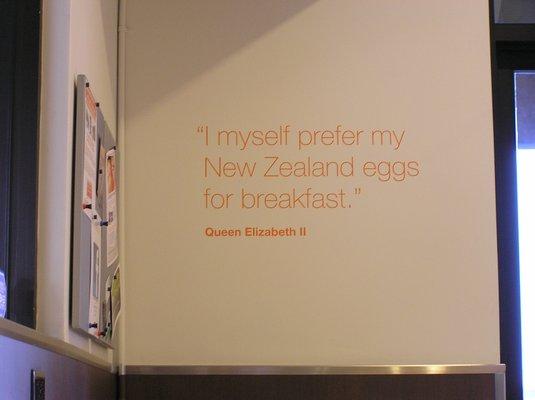 “I myself prefer my
New Zealand eggs
for breakfast.”
Queen Elizabeth II